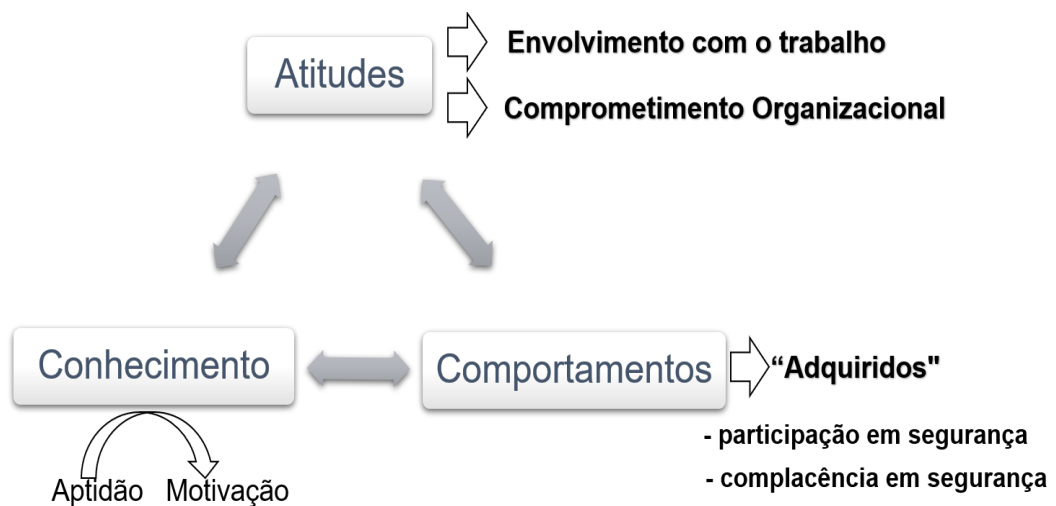 Atitudes
Envolvimento com o trabalho
Comprometimento Organizacional
Conhecimento
Comportamentos
“Adquiridos"
- participação em segurança
- complacência em segurança
Aptidão Motivação